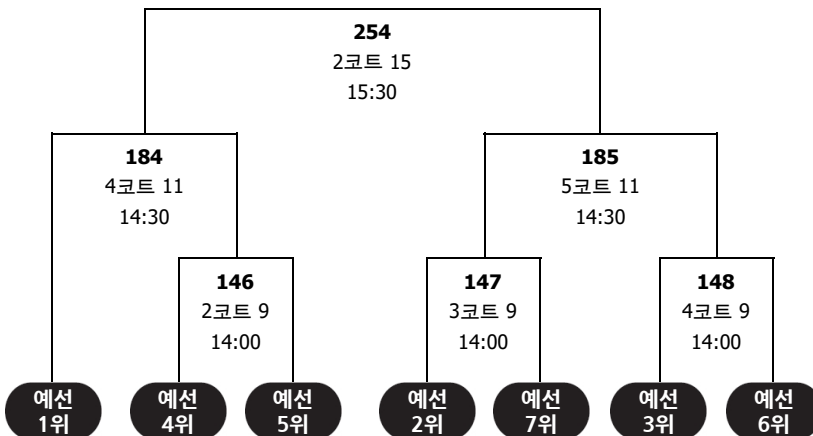 254
2코트 15
15:30
184
4코트 11
14:30
185
5코트 11
14:30
146
2코트 9
14:00
147
3코트 9
14:00
148
4코트 9
14:00
예선
1위
예선
4위
예선
5위
예선
2위
예선
7위
예선
3위
예선
6위